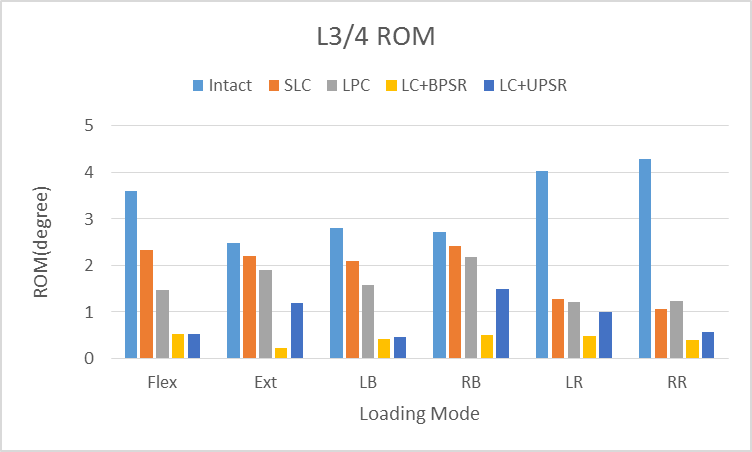 L3/4 ROM
Intact SLC LPC LC+BPSR LC+UPSR
5
4
3
2
1
0
ROM(degree)
Flex Ext LB RB LR RR
Loading Mode